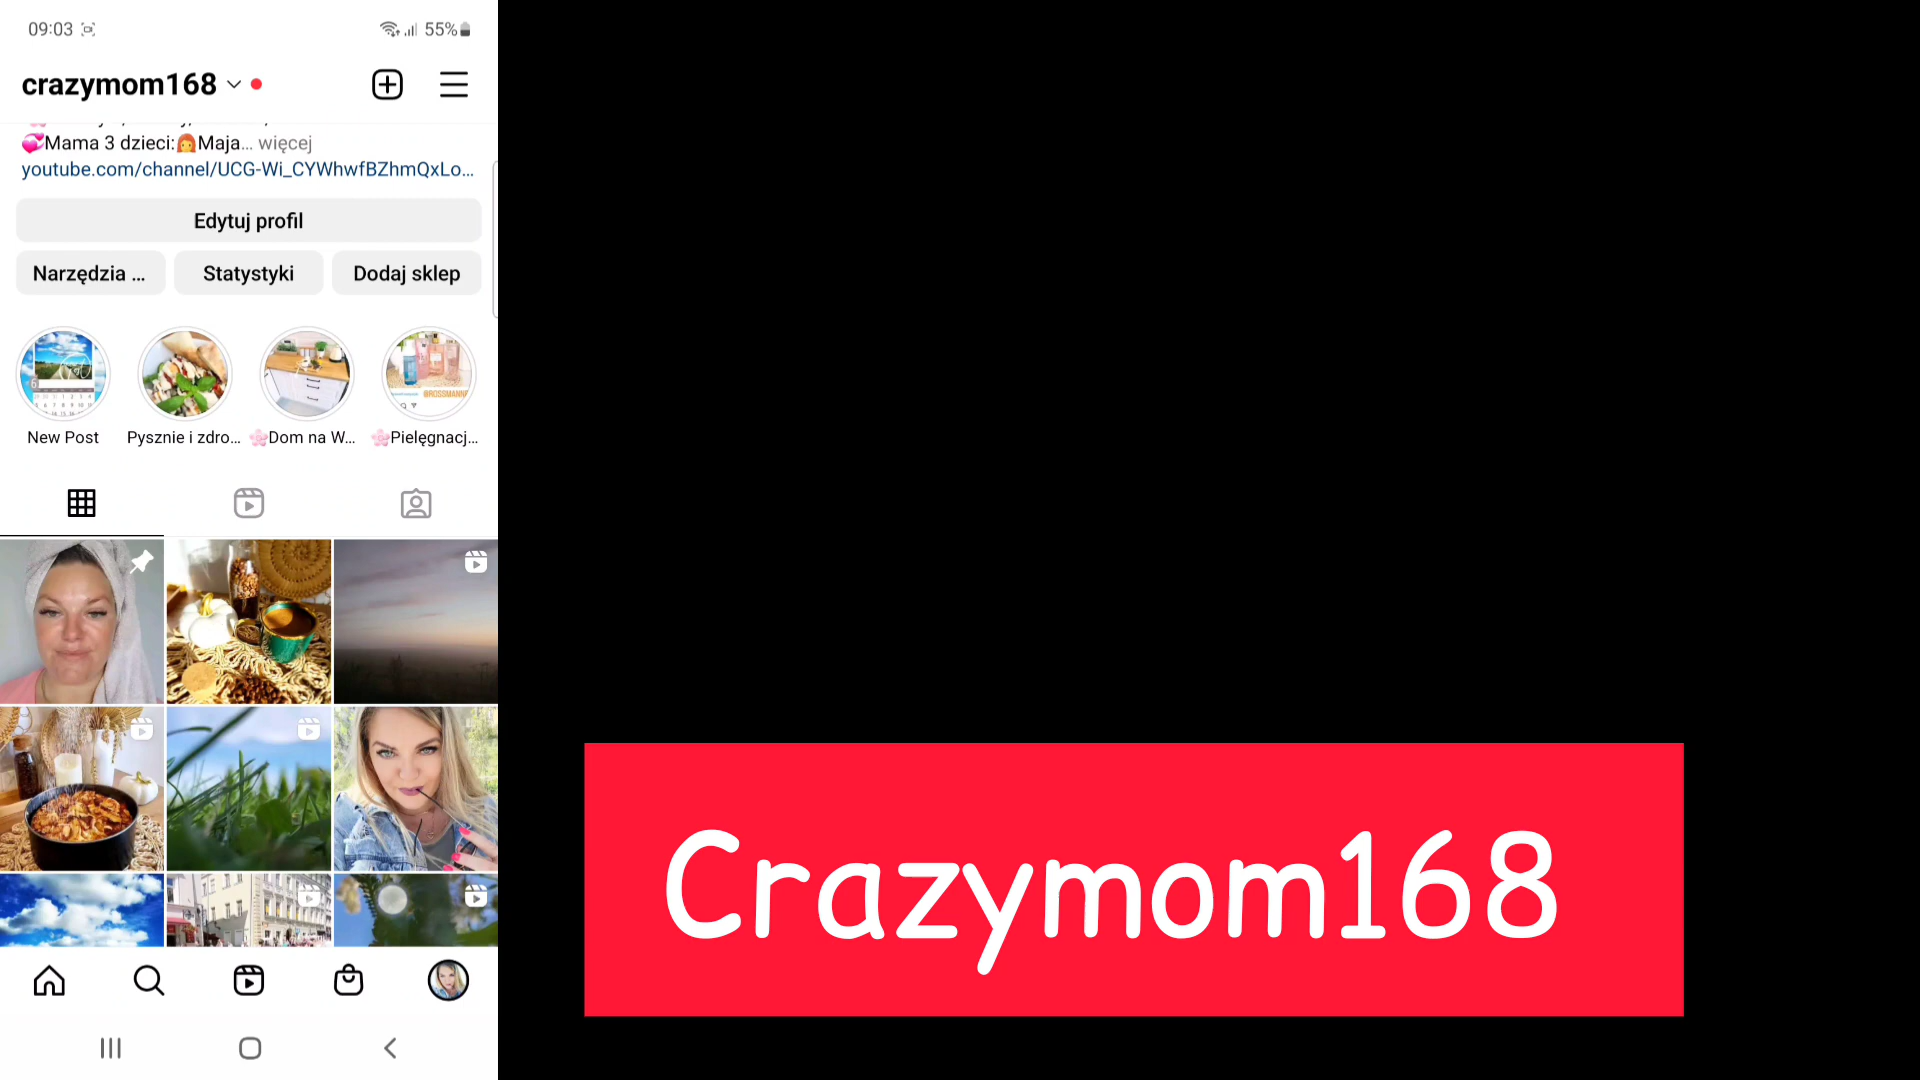 09:03
55%
crazymom168
💞Mama 3 dzieci:👩‍🦰Maja... więcej
youtube.com/channel/UCG-Wi_CYWhwfBZhmQxLo...
Edytuj profil
Narzędzia ...
Statystyki
Dodaj sklep
@ROSSMANNP
New Post
Pysznie i zdro...
🌸Dom na W...
🌸Pielęgnacj...
Crazymom168